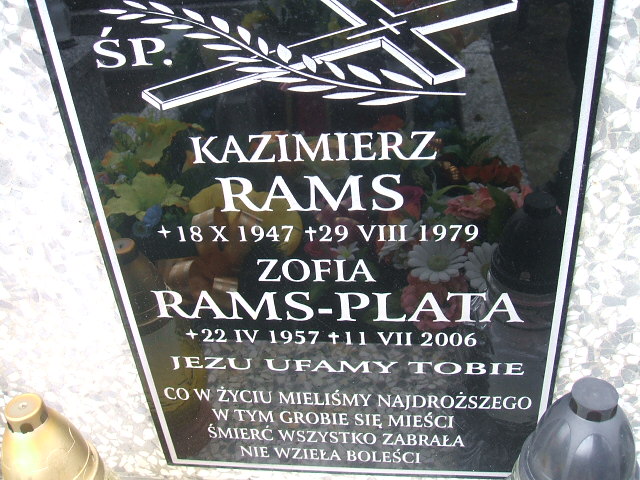 ŚP.
KAZIMIERZ
RAMS
+18 X 1947 +29 VIII 1979
ZOFIA
RAMS-PLATA
+22 IV 1957 +11 VII 2006
JEZU UFAMY TOBIE
CO W ŻYCIU MIELIŚMY NAJDROŻSZEGO
W TYM GROBIE SIĘ MIEŚCI
ŚMIERĆ WSZYSTKO ZABRAŁA
NIE WZIEŁA BOLEŚCI